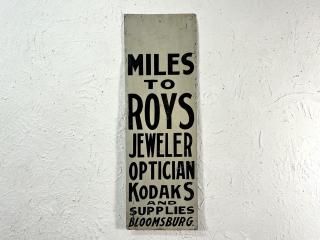 MILES
TO
ROYS
JEWELER
OPTICIAN
KODAKS
AND
SUPPLIES
BLOOMSBURG.